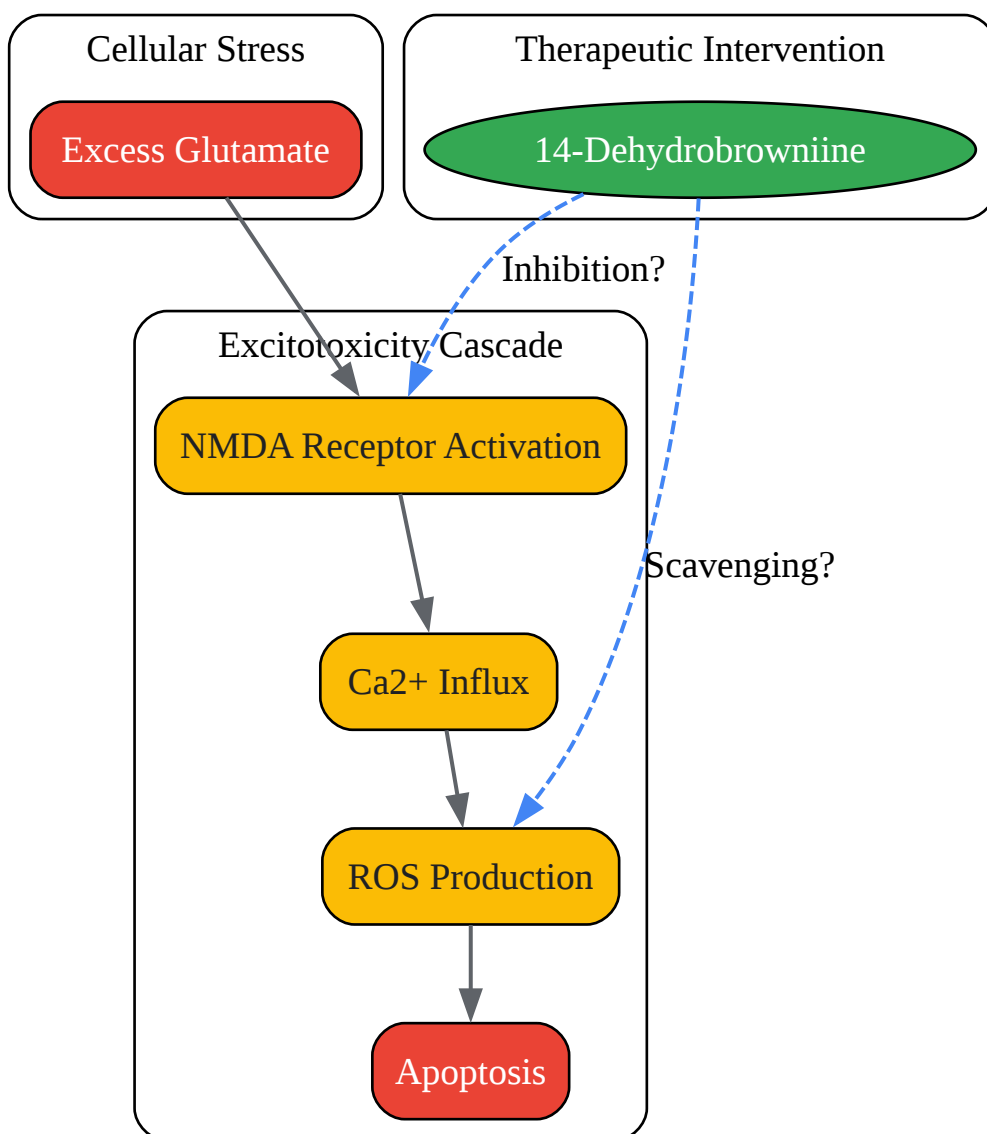 Cellular Stress
Therapeutic Intervention
Excess Glutamate
14-Dehydrobrowniine
Inhibition?
Excitotoxicity Cascade
NMDA Receptor Activation
Scavenging?
Ca2+ Influx
ROS Production
Apoptosis